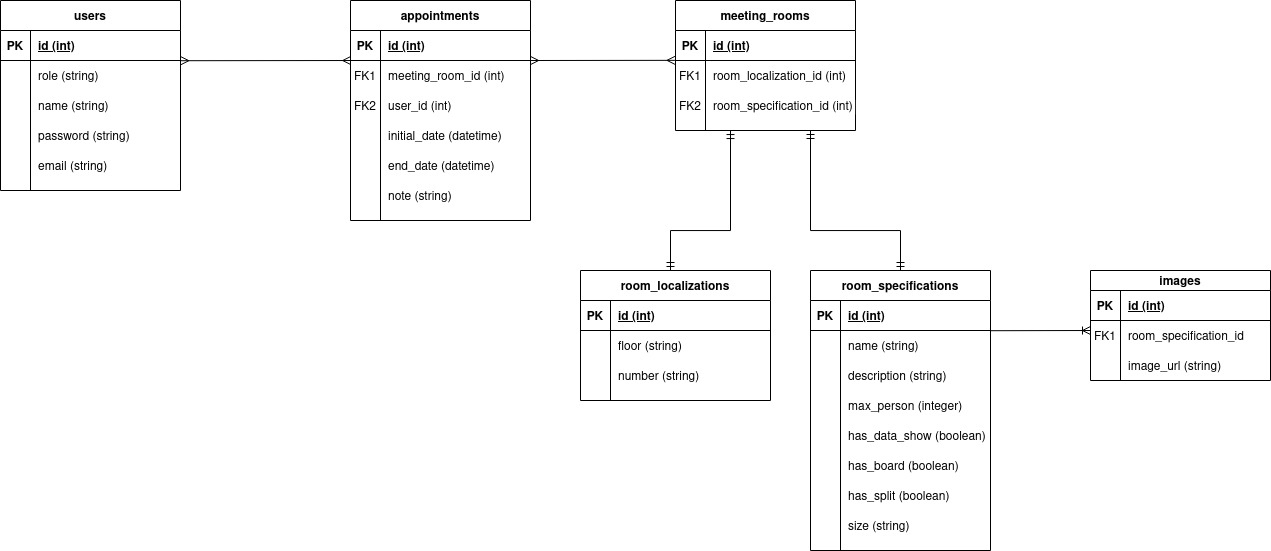 users
PK id (int)
role (string)
name (string)
password (string)
email (string)
appointments
PK id (int)
FK1 meeting_room_id (int)
FK2 user_id (int)
initial_date (datetime)
end_date (datetime)
note (string)
meeting_rooms
PK id (int)
FK1 room_localization_id (int)
FK2 room_specification_id (int)
room_localizations
PK id (int)
floor (string)
number (string)
room_specifications
PK id (int)
name (string)
description (string)
max_person (integer)
has_data_show (boolean)
has_board (boolean)
has_split (boolean)
size (string)
images
PK id (int)
FK1 room_specification_id
image_url (string)